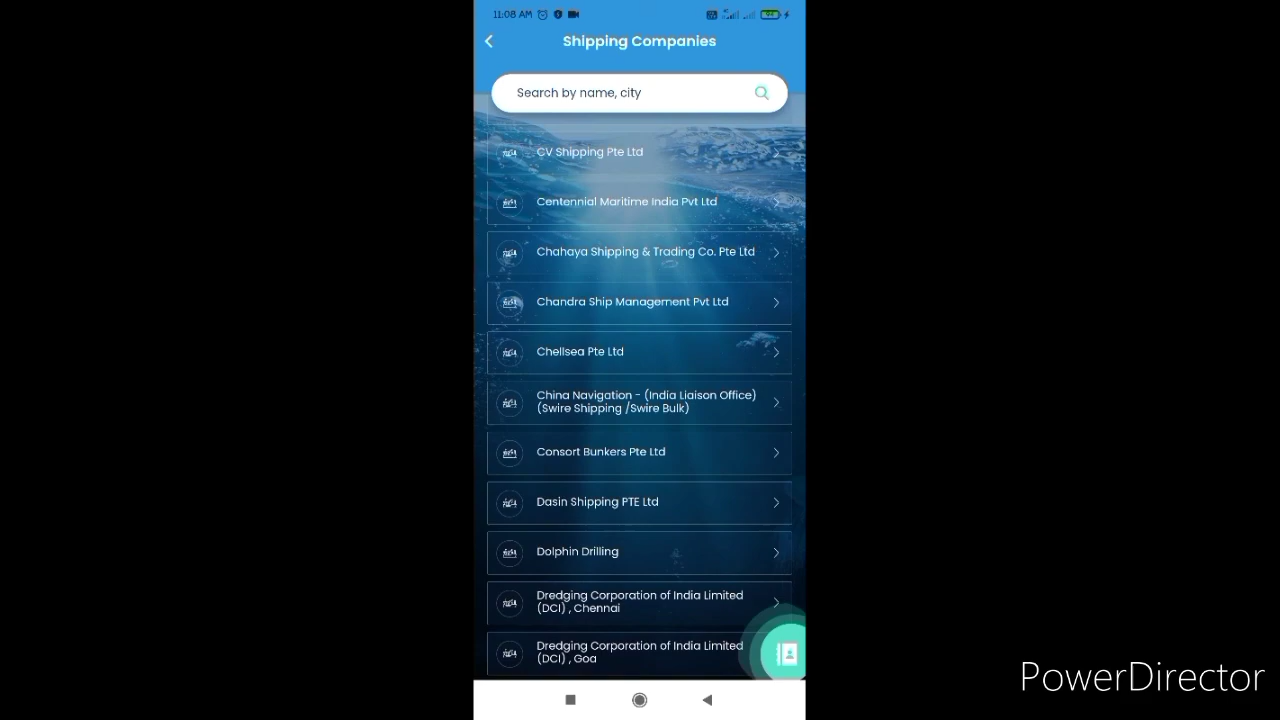 11:08 AM
Shipping Companies
Search by name, city
CV Shipping Pte Ltd
Centennial Maritime India Pvt Ltd
Chahaya Shipping & Trading Co. Pte Ltd
Chandra Ship Management Pvt Ltd
Chellsea Pte Ltd
China Navigation - (India Liaison Office)
(Swire Shipping /Swire Bulk)
Consort Bunkers Pte Ltd
Dasin Shipping PTE Ltd
Dolphin Drilling
Dredging Corporation of India Limited
(DCI) , Chennai
Dredging Corporation of India Limited
(DCI) , Goa
PowerDirector